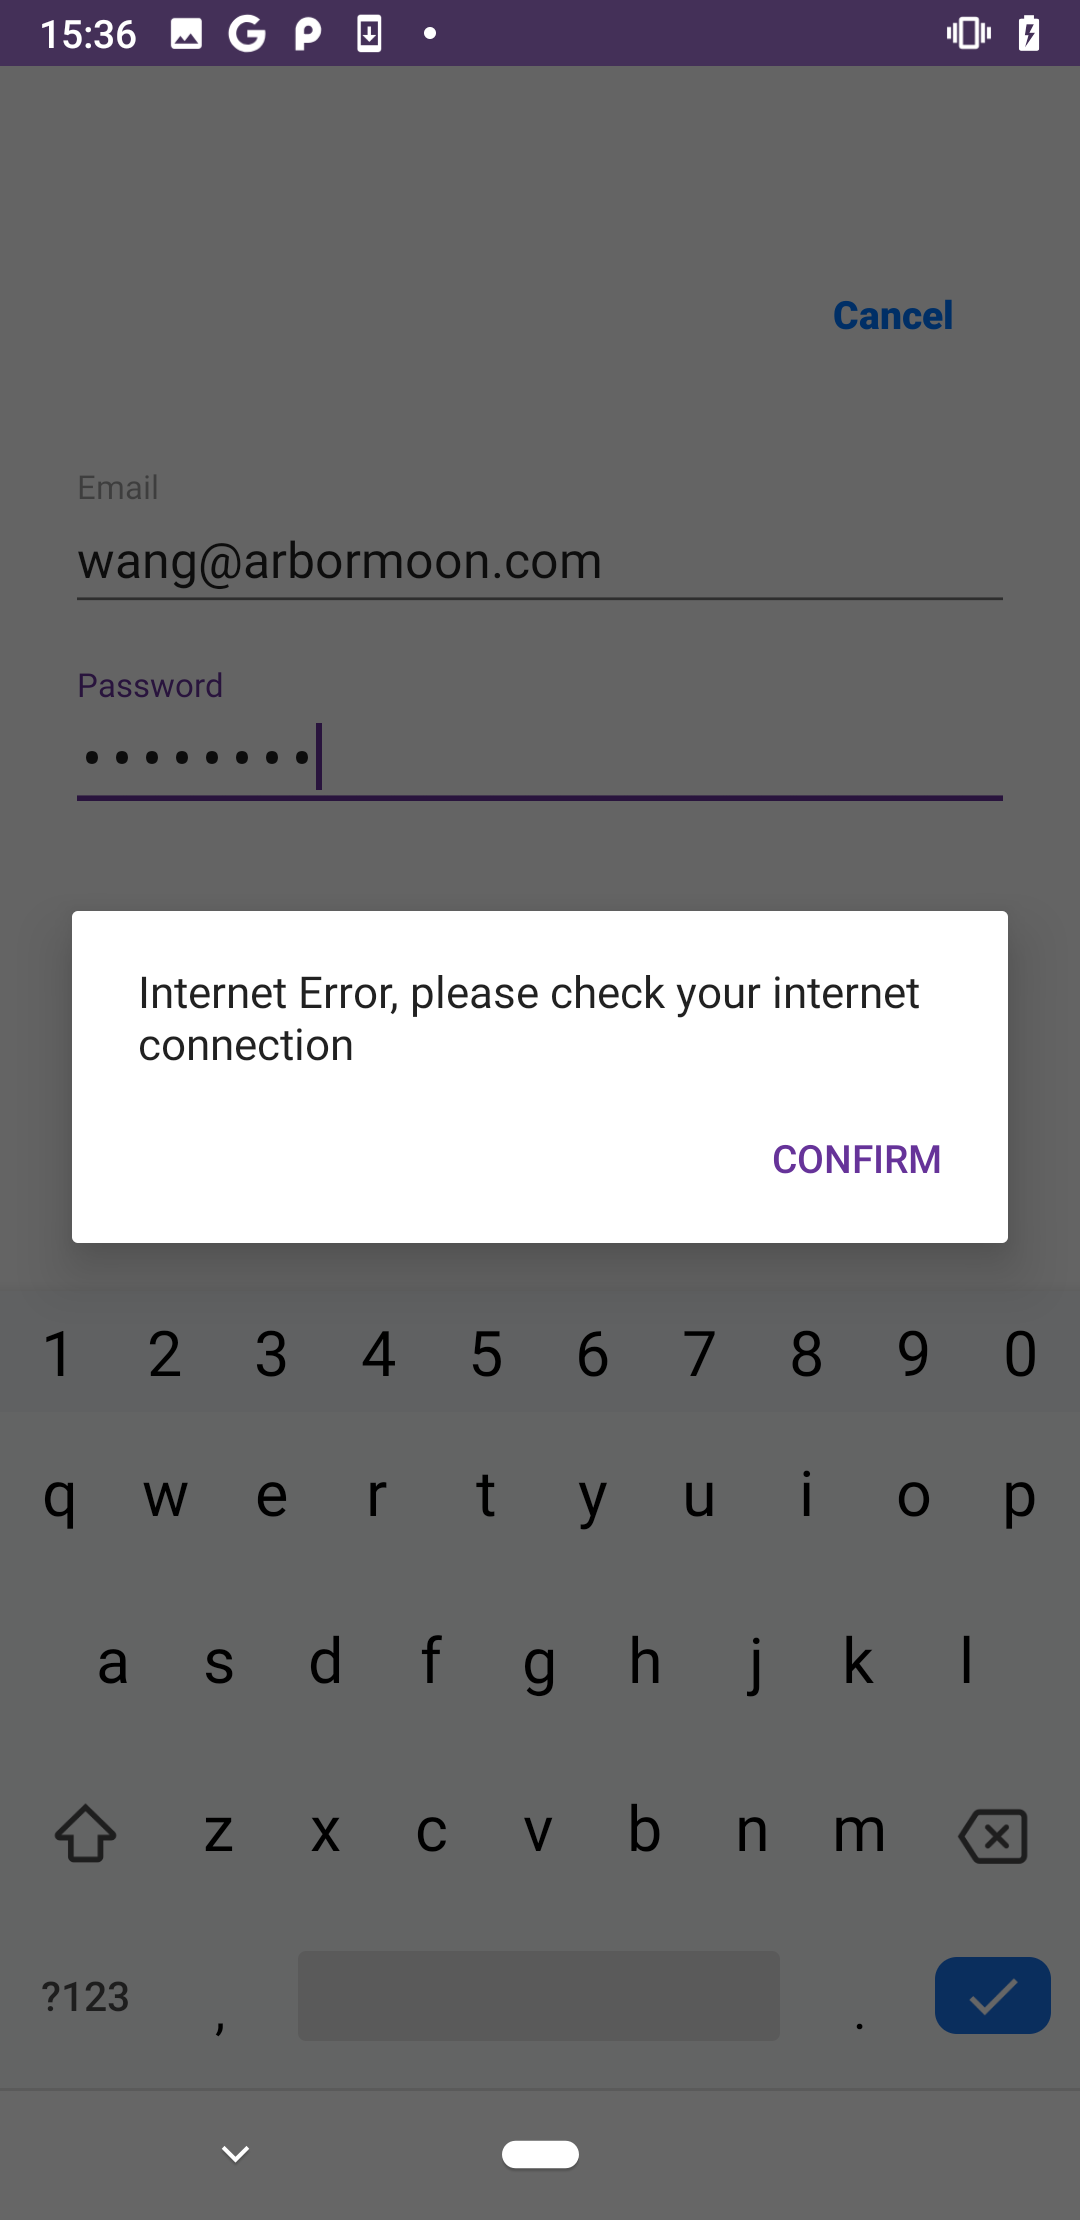 15:36
Cancel
Email
wang@arbormoon.com
Password
Internet Error, please check your internet
connection
CONFIRM
1 2 3 4 5 6 7 8 9 0
q w e r t y u i o p
a s d f g h j k l
z x c v b n m
?123 , .